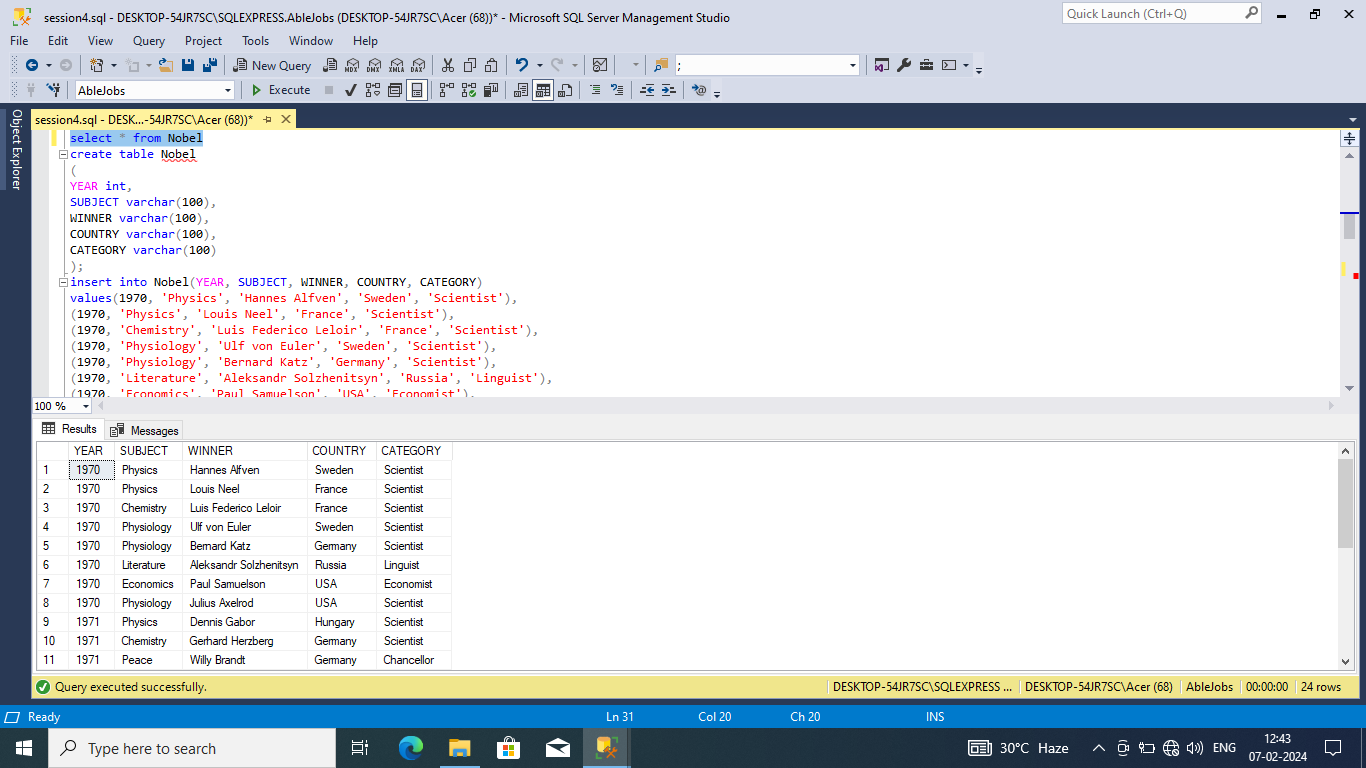 session4.sql - DESKTOP-54JR7SC\SQLEXPRESS.AbleJobs (DESKTOP-54JR7SC\Acer (68))* - Microsoft SQL Server Management Studio
Quick Launch (Ctrl+Q)
File Edit View Query Project Tools Window Help
New Query MDX DMX XMLA DAX ;
AbleJobs Execute
Object Explorer
session4.sql - DESK...-54JR7SC\Acer (68))*
select * from Nobel
create table Nobel
(
YEAR int,
SUBJECT varchar(100),
WINNER varchar(100),
COUNTRY varchar(100),
CATEGORY varchar(100)
);
insert into Nobel(YEAR, SUBJECT, WINNER, COUNTRY, CATEGORY)
values(1970, 'Physics', 'Hannes Alfven', 'Sweden', 'Scientist'),
(1970, 'Physics', 'Louis Neel', 'France', 'Scientist'),
(1970, 'Chemistry', 'Luis Federico Leloir', 'France', 'Scientist'),
(1970, 'Physiology', 'Ulf von Euler', 'Sweden', 'Scientist'),
(1970, 'Physiology', 'Bernard Katz', 'Germany', 'Scientist'),
(1970, 'Literature', 'Aleksandr Solzhenitsyn', 'Russia', 'Linguist'),
(1970, 'Economics', 'Paul Samuelson', 'USA', 'Economist'),
100 %
Results Messages
YEAR SUBJECT WINNER COUNTRY CATEGORY
1 1970 Physics Hannes Alfven Sweden Scientist
2 1970 Physics Louis Neel France Scientist
3 1970 Chemistry Luis Federico Leloir France Scientist
4 1970 Physiology Ulf von Euler Sweden Scientist
5 1970 Physiology Bernard Katz Germany Scientist
6 1970 Literature Aleksandr Solzhenitsyn Russia Linguist
7 1970 Economics Paul Samuelson USA Economist
8 1970 Physiology Julius Axelrod USA Scientist
9 1971 Physics Dennis Gabor Hungary Scientist
10 1971 Chemistry Gerhard Herzberg Germany Scientist
11 1971 Peace Willy Brandt Germany Chancellor
Query executed successfully. DESKTOP-54JR7SC\SQLEXPRESS ... DESKTOP-54JR7SC\Acer (68) AbleJobs 00:00:00 24 rows
Ready Ln 31 Col 20 Ch 20 INS
Type here to search 30°C Haze ENG 12:43
07-02-2024